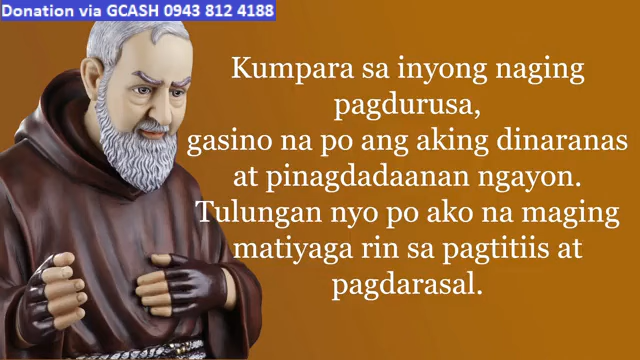 Donation via GCASH 0943 812 4188
Kumpara sa inyong naging
pagdurusa,
gasino na po ang aking dinaranas
at pinagdadaanan ngayon.
Tulungan nyo po ako na maging
matiyaga rin sa pagtitiis at
pagdarasal.